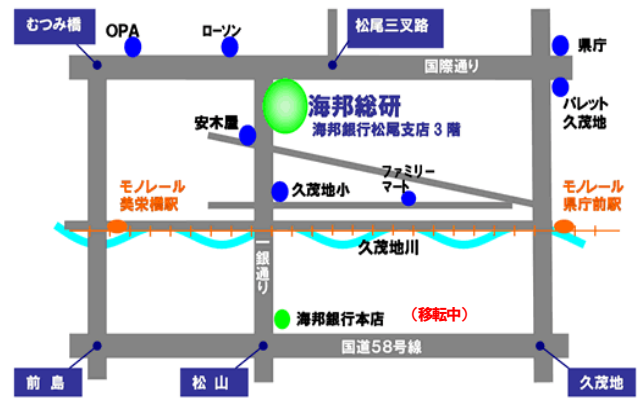 むつみ橋
OPA
ローソン
松尾三叉路
県庁
国際通り
パレット
久茂地
海邦総研
海邦銀行松尾支店3階
安木屋
ファミリー
マート
モノレール
美栄橋駅
久茂地小
モノレール
県庁前駅
久茂地川
一銀通り
海邦銀行本店
（移転中）
国道58号線
前島
松山
久茂地